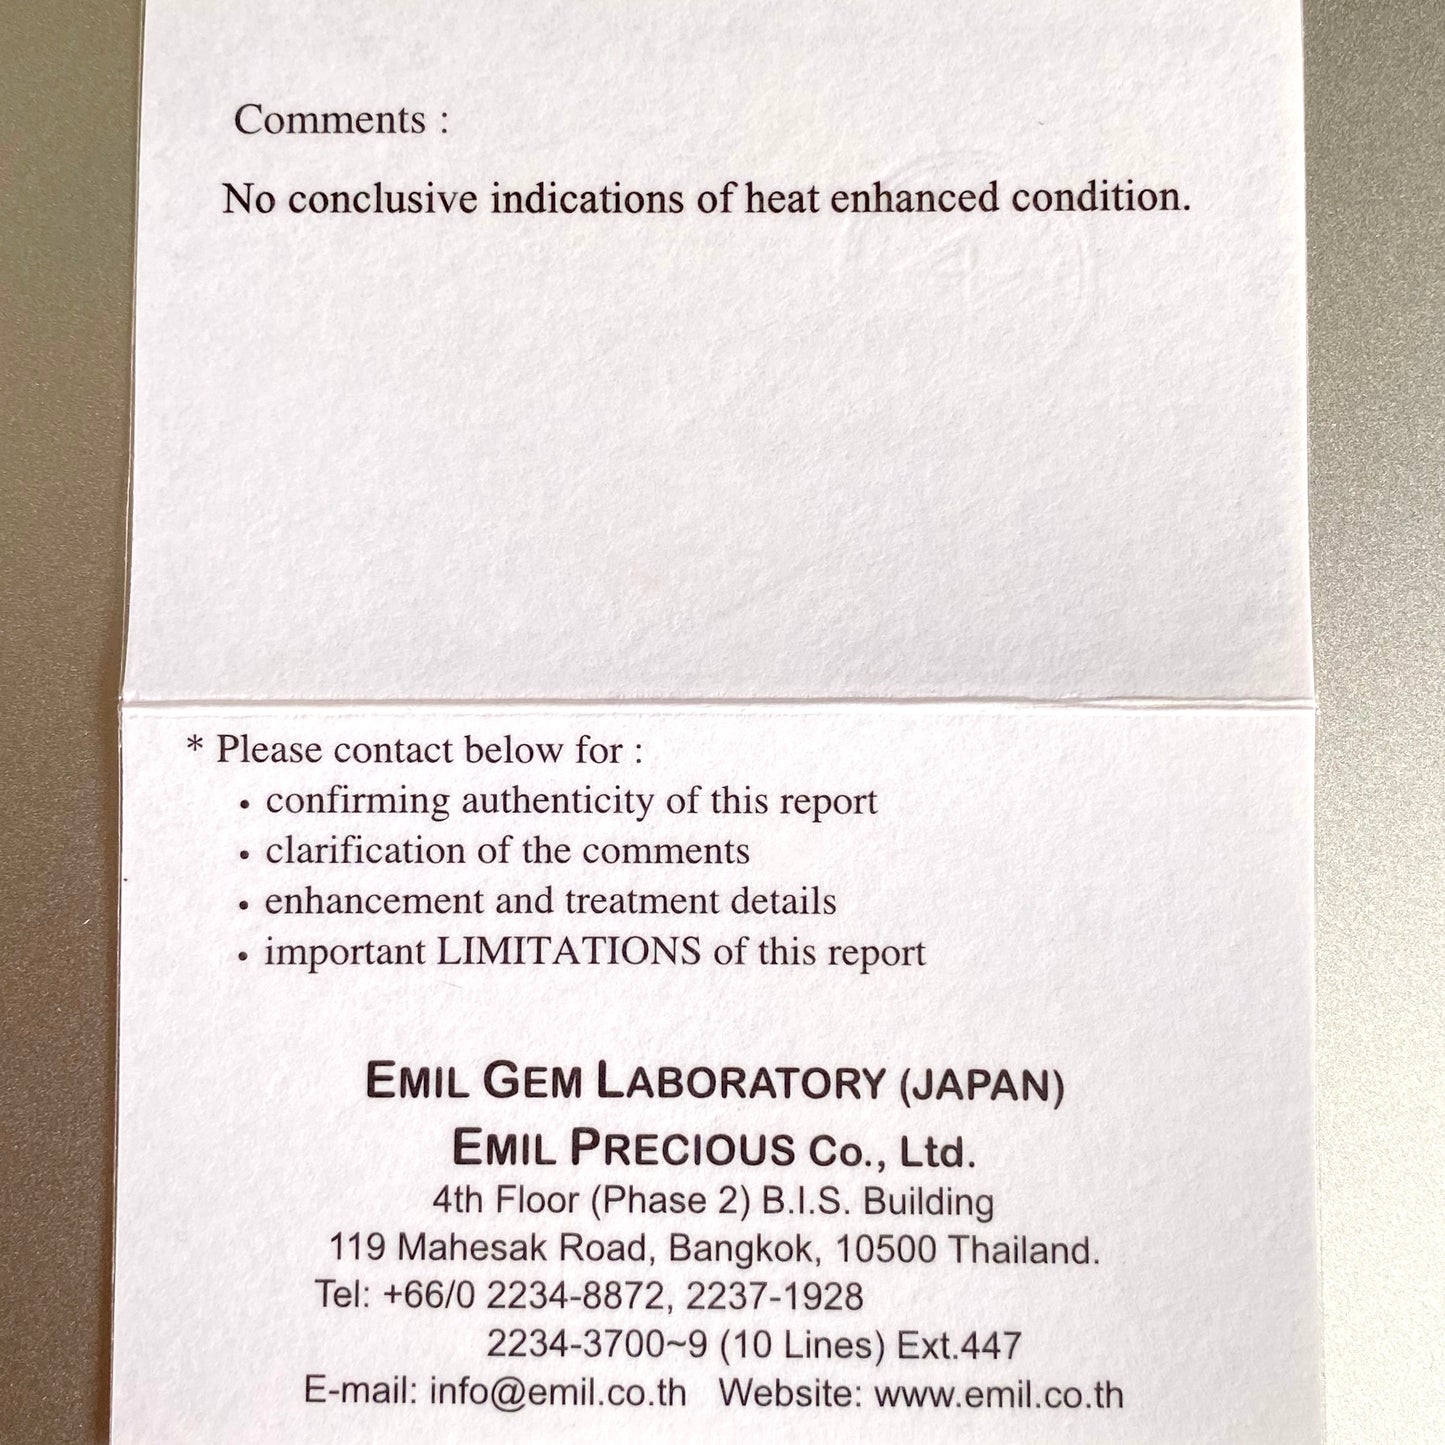 Comments :
No conclusive indications of heat enhanced condition.
* Please contact below for :
• confirming authenticity of this report
• clarification of the comments
• enhancement and treatment details
• important LIMITATIONS of this report
EMIL GEM LABORATORY (JAPAN)
EMIL PRECIOUS Co., Ltd.
4th Floor (Phase 2) B.I.S. Building
119 Mahesak Road, Bangkok, 10500 Thailand.
Tel: +66/0 2234-8872, 2237-1928
2234-3700~9 (10 Lines) Ext.447
E-mail: info@emil.co.th Website: www.emil.co.th